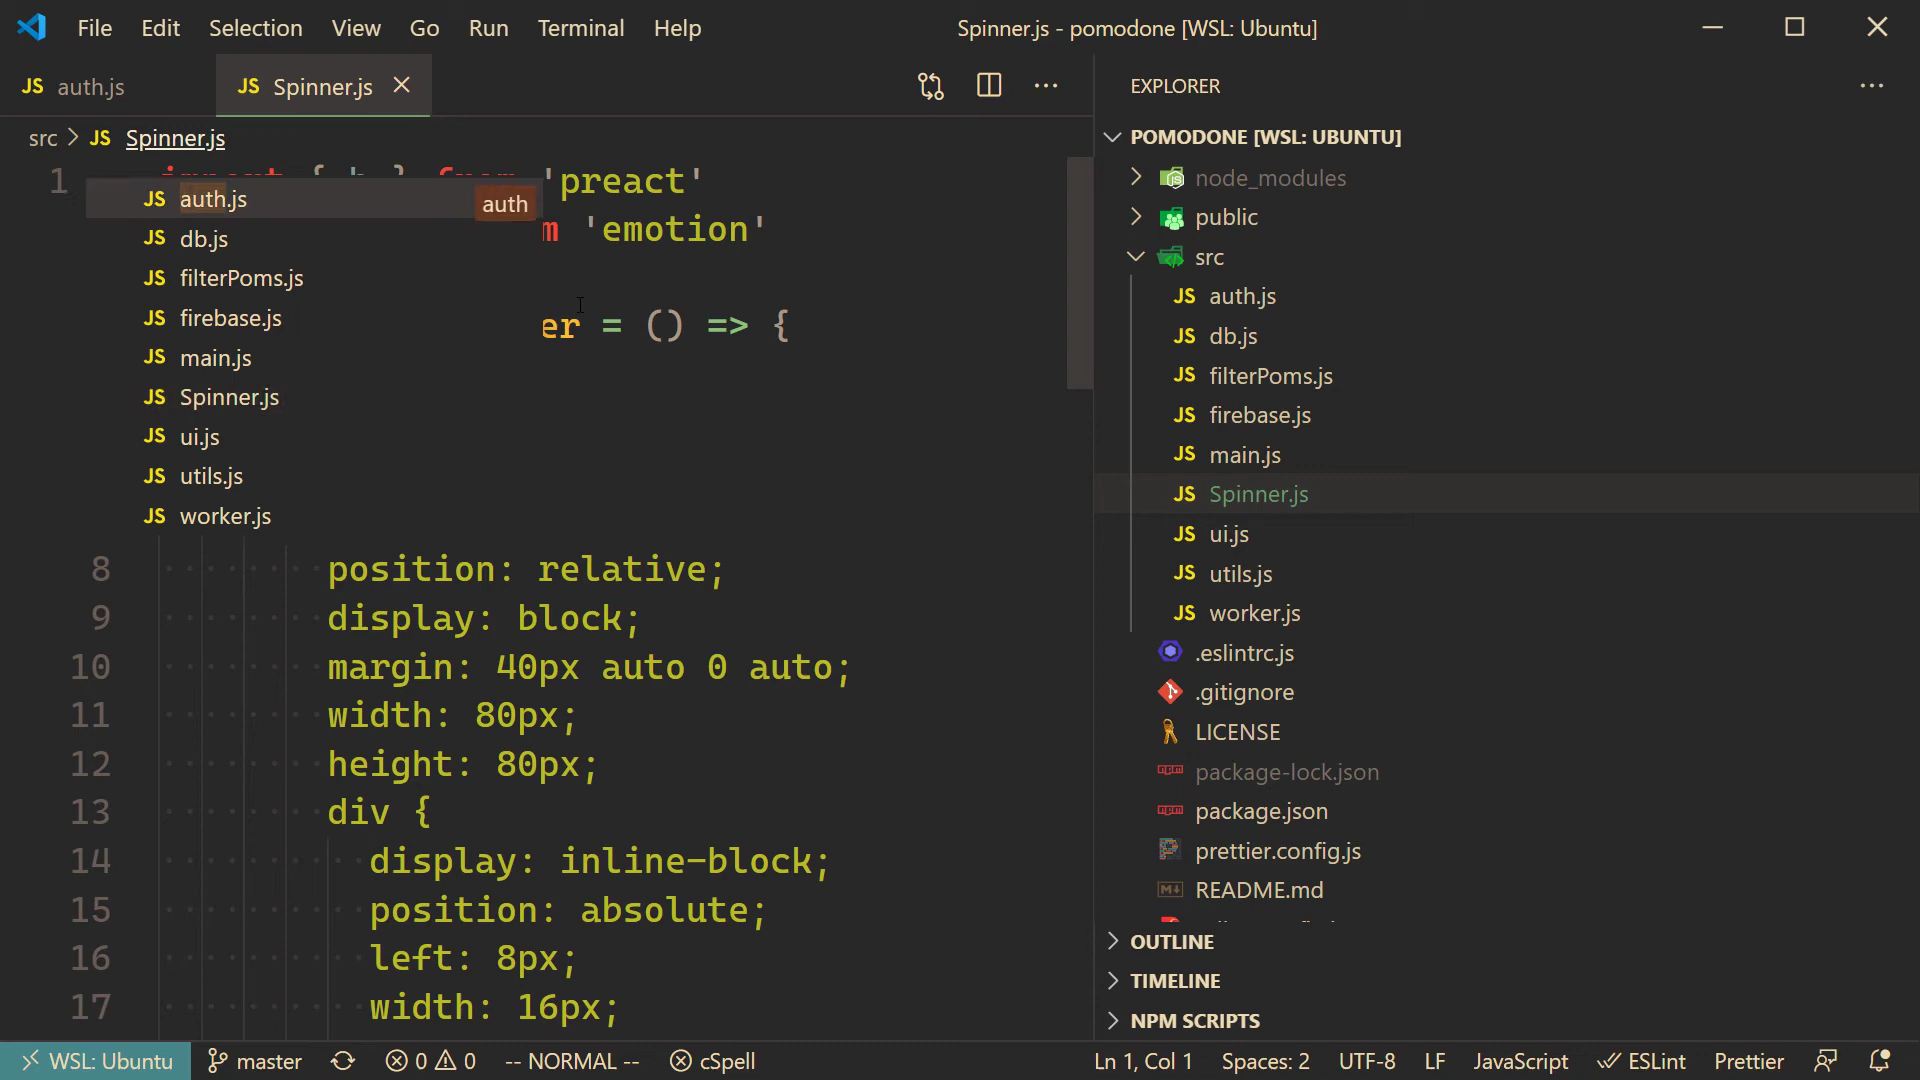 File Edit Selection View Go Run Terminal Help Spinner.js - pomodone [WSL: Ubuntu]
JS auth.js JS Spinner.js
src > JS Spinner.js
1 import { h } from 'preact'
m 'emotion'
er = () => {
JS auth.js auth
JS db.js
JS filterPoms.js
JS firebase.js
JS main.js
JS Spinner.js
JS ui.js
JS utils.js
JS worker.js
8 position: relative;
9 display: block;
10 margin: 40px auto 0 auto;
11 width: 80px;
12 height: 80px;
13 div {
14 display: inline-block;
15 position: absolute;
16 left: 8px;
17 width: 16px;
EXPLORER
POMODONE [WSL: UBUNTU]
node_modules
public
src
JS auth.js
JS db.js
JS filterPoms.js
JS firebase.js
JS main.js
JS Spinner.js
JS ui.js
JS utils.js
JS worker.js
.eslintrc.js
.gitignore
LICENSE
package-lock.json
package.json
prettier.config.js
README.md
OUTLINE
TIMELINE
NPM SCRIPTS
WSL: Ubuntu master 0 0 -- NORMAL -- cSpell Ln 1, Col 1 Spaces: 2 UTF-8 LF JavaScript ESLint Prettier